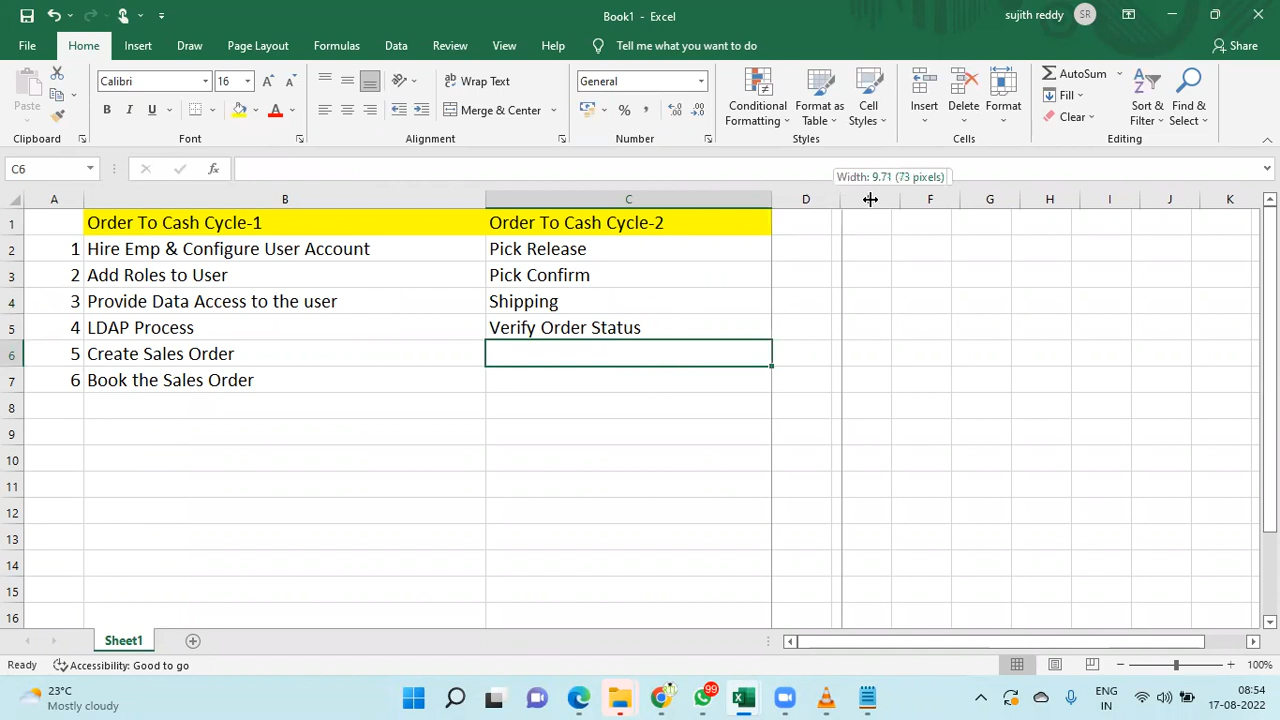 Book1 - Excel
sujith reddy SR
File Home Insert Draw Page Layout Formulas Data Review View Help Tell me what you want to do Share
Paste Calibri 16 Wrap Text General Conditional Formatting Format as Table Cell Styles Insert Delete Format AutoSum Fill Clear Sort & Filter Find & Select
B I U A Merge & Center % ,
Clipboard Font Alignment Number Styles Cells Editing
C6 fx
Width: 9.71 (73 pixels)
A B C D F G H I J K
1 Order To Cash Cycle-1 Order To Cash Cycle-2
2 1 Hire Emp & Configure User Account Pick Release
3 2 Add Roles to User Pick Confirm
4 3 Provide Data Access to the user Shipping
5 4 LDAP Process Verify Order Status
6 5 Create Sales Order
7 6 Book the Sales Order
8
9
10
11
12
13
14
15
16
Sheet1
Ready Accessibility: Good to go 100%
23°C
Mostly cloudy
99
ENG
IN
08:54
17-08-2022